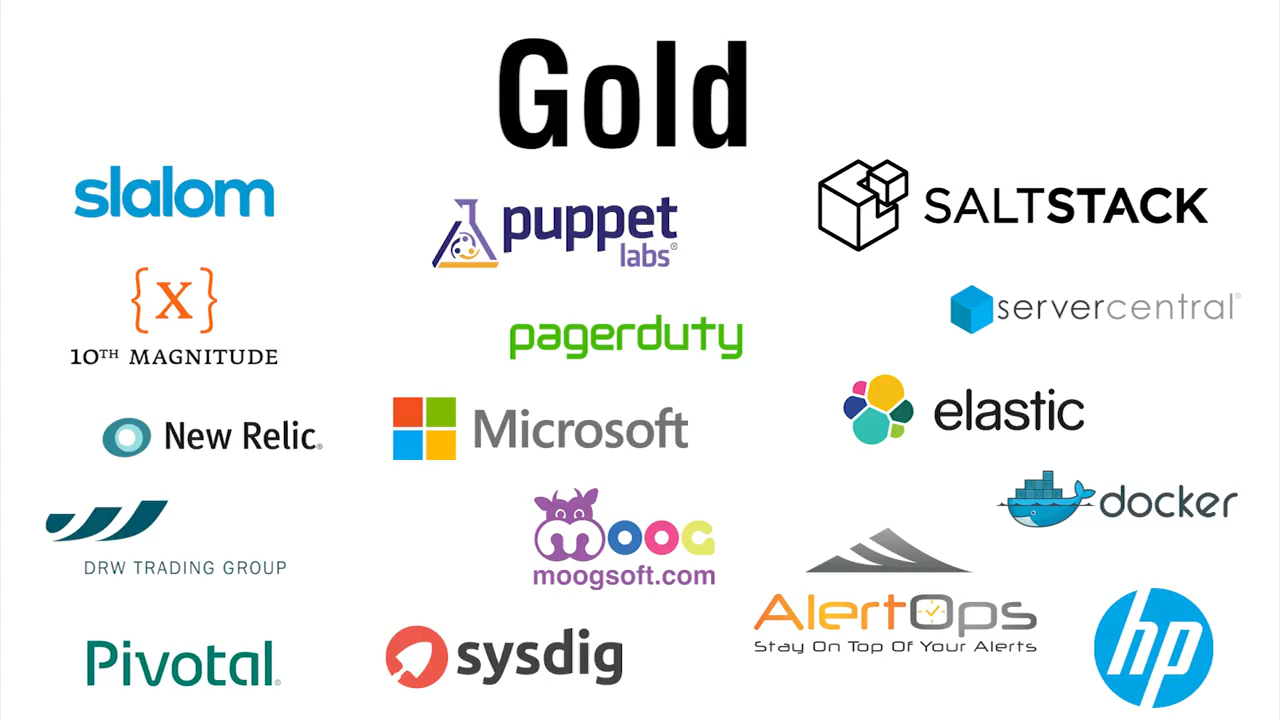 Gold
slalom
puppet
labs®
SALTSTACK
{x}
10TH MAGNITUDE
servercentral®
pagerduty
New Relic®
Microsoft
elastic
docker
DRW TRADING GROUP
moog
moogsoft.com
AlertOps
Stay On Top Of Your Alerts
Pivotal®
sysdig
hp